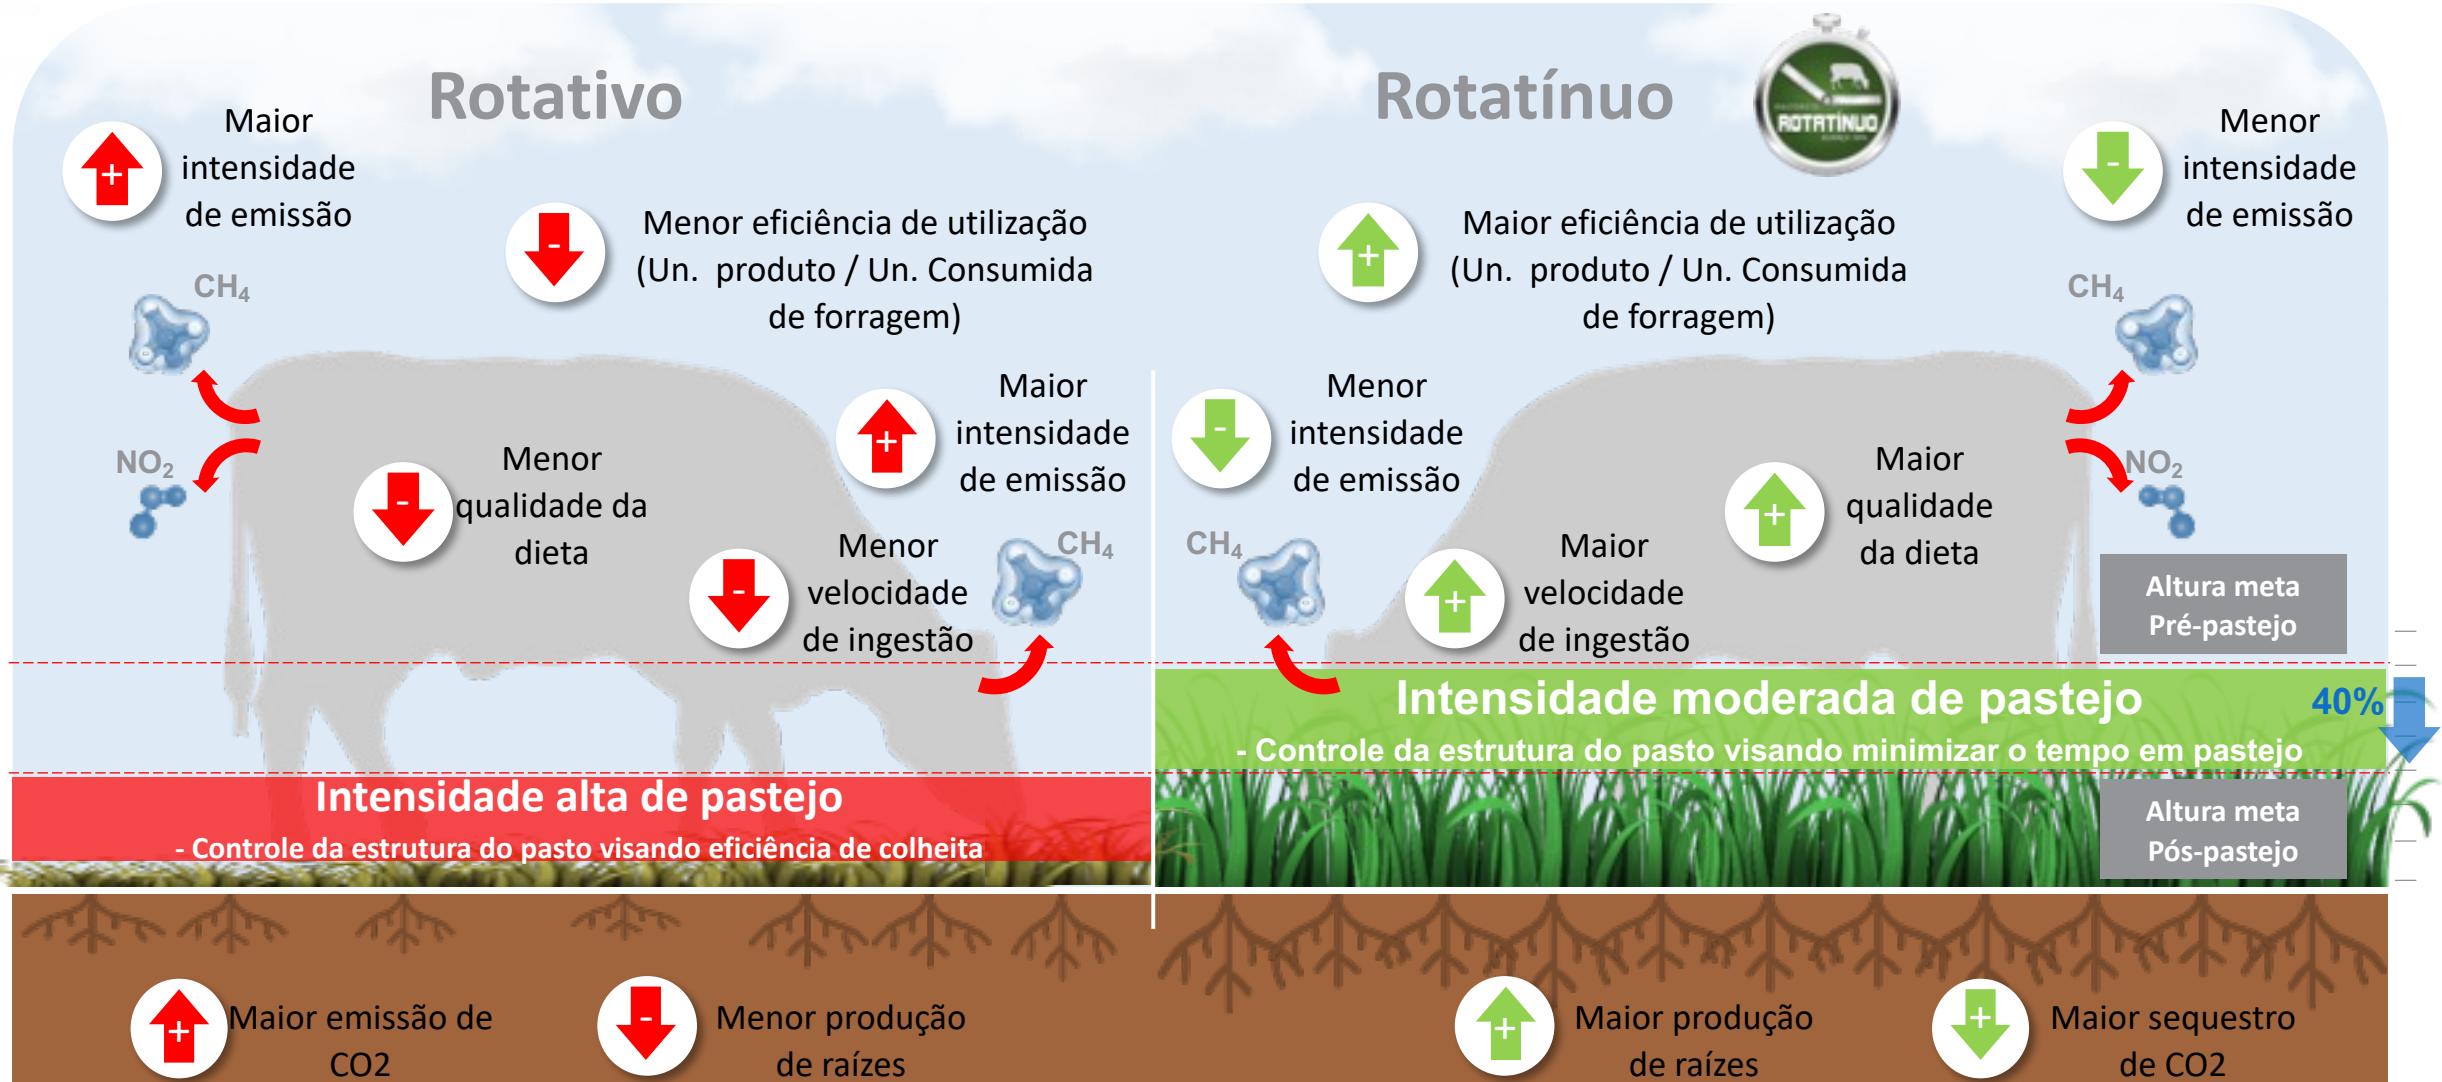 Rotativo
Maior
intensidade
de emissão
Menor eficiência de utilização
(Un. produto / Un. Consumida
de forragem)
CH₄
NO₂
Menor
qualidade da
dieta
Maior
intensidade
de emissão
Menor
velocidade
de ingestão
CH₄
Intensidade alta de pastejo
- Controle da estrutura do pasto visando eficiência de colheita
Maior emissão de
CO2
Menor produção
de raízes
Rotatínuo
ROTATÍNUO
Menor
intensidade
de emissão
Maior eficiência de utilização
(Un. produto / Un. Consumida
de forragem)
CH₄
Menor
intensidade
de emissão
Maior
qualidade
da dieta
NO₂
CH₄
Maior
velocidade
de ingestão
Altura meta
Pré-pastejo
Intensidade moderada de pastejo
40%
- Controle da estrutura do pasto visando minimizar o tempo em pastejo
Altura meta
Pós-pastejo
Maior produção
de raízes
Maior sequestro
de CO2